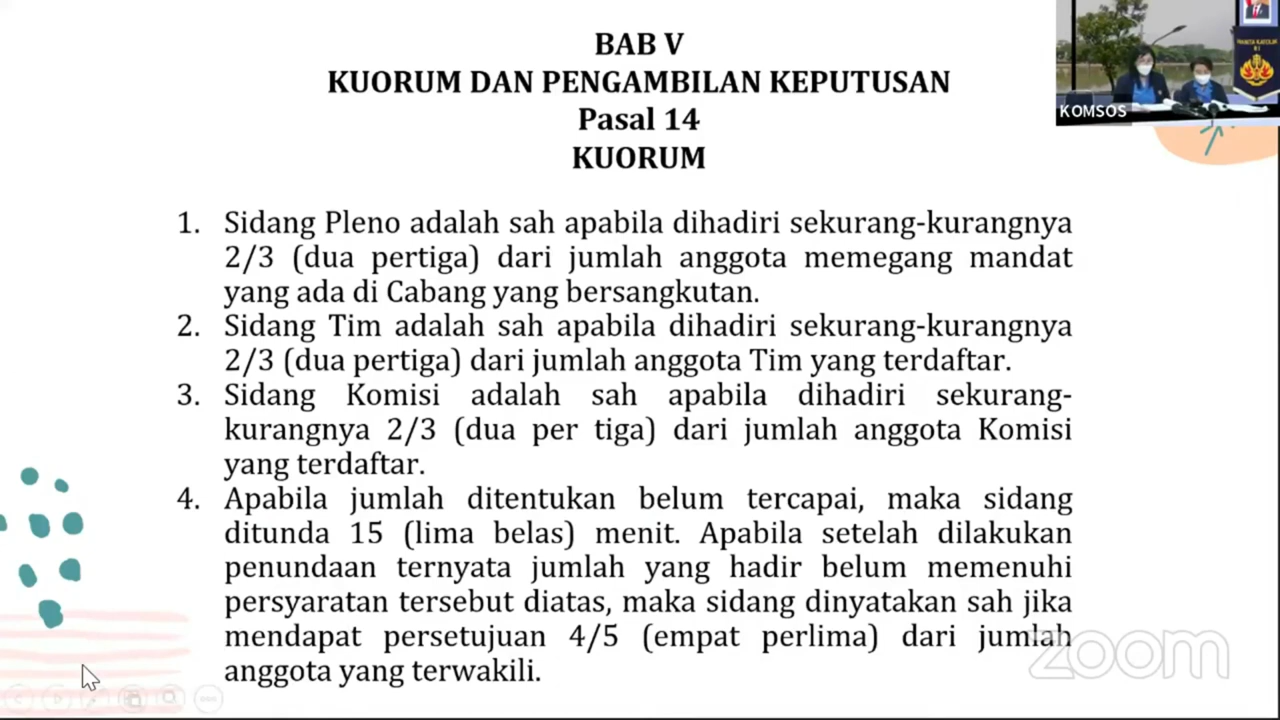 BAB V
KUORUM DAN PENGAMBILAN KEPUTUSAN
Pasal 14
KUORUM
KOMSOS
1. Sidang Pleno adalah sah apabila dihadiri sekurang-kurangnya
2/3 (dua pertiga) dari jumlah anggota memegang mandat
yang ada di Cabang yang bersangkutan.
2. Sidang Tim adalah sah apabila dihadiri sekurang-kurangnya
2/3 (dua pertiga) dari jumlah anggota Tim yang terdaftar.
3. Sidang Komisi adalah sah apabila dihadiri sekurang-
kurangnya 2/3 (dua per tiga) dari jumlah anggota Komisi
yang terdaftar.
4. Apabila jumlah ditentukan belum tercapai, maka sidang
ditunda 15 (lima belas) menit. Apabila setelah dilakukan
penundaan ternyata jumlah yang hadir belum memenuhi
persyaratan tersebut diatas, maka sidang dinyatakan sah jika
mendapat persetujuan 4/5 (empat perlima) dari jumlah
anggota yang terwakili.
zoom